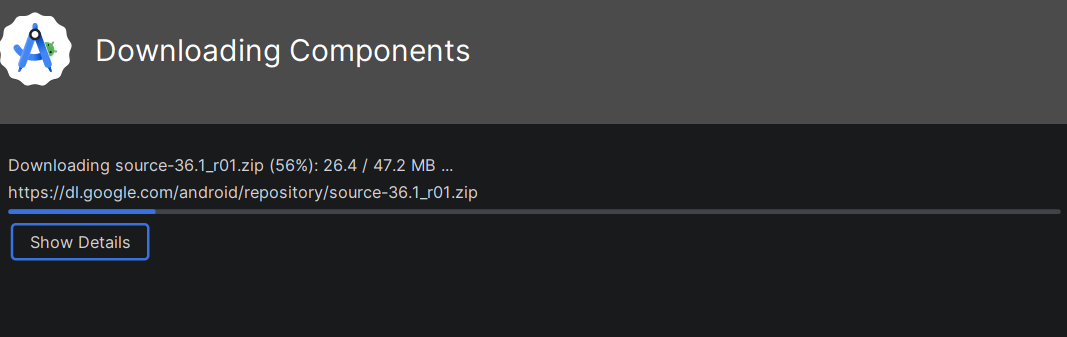 Downloading Components
Downloading source-36.1_r01.zip (56%): 26.4 / 47.2 MB ...
https://dl.google.com/android/repository/source-36.1_r01.zip
Show Details